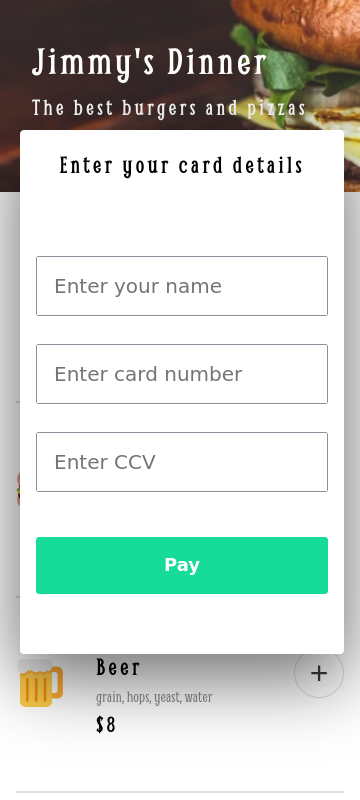 Jimmy's Dinner
The best burgers and pizzas
Enter your card details
Enter your name
Enter card number
Enter CCV
Pay
Beer
+
grain, hops, yeast, water
$8